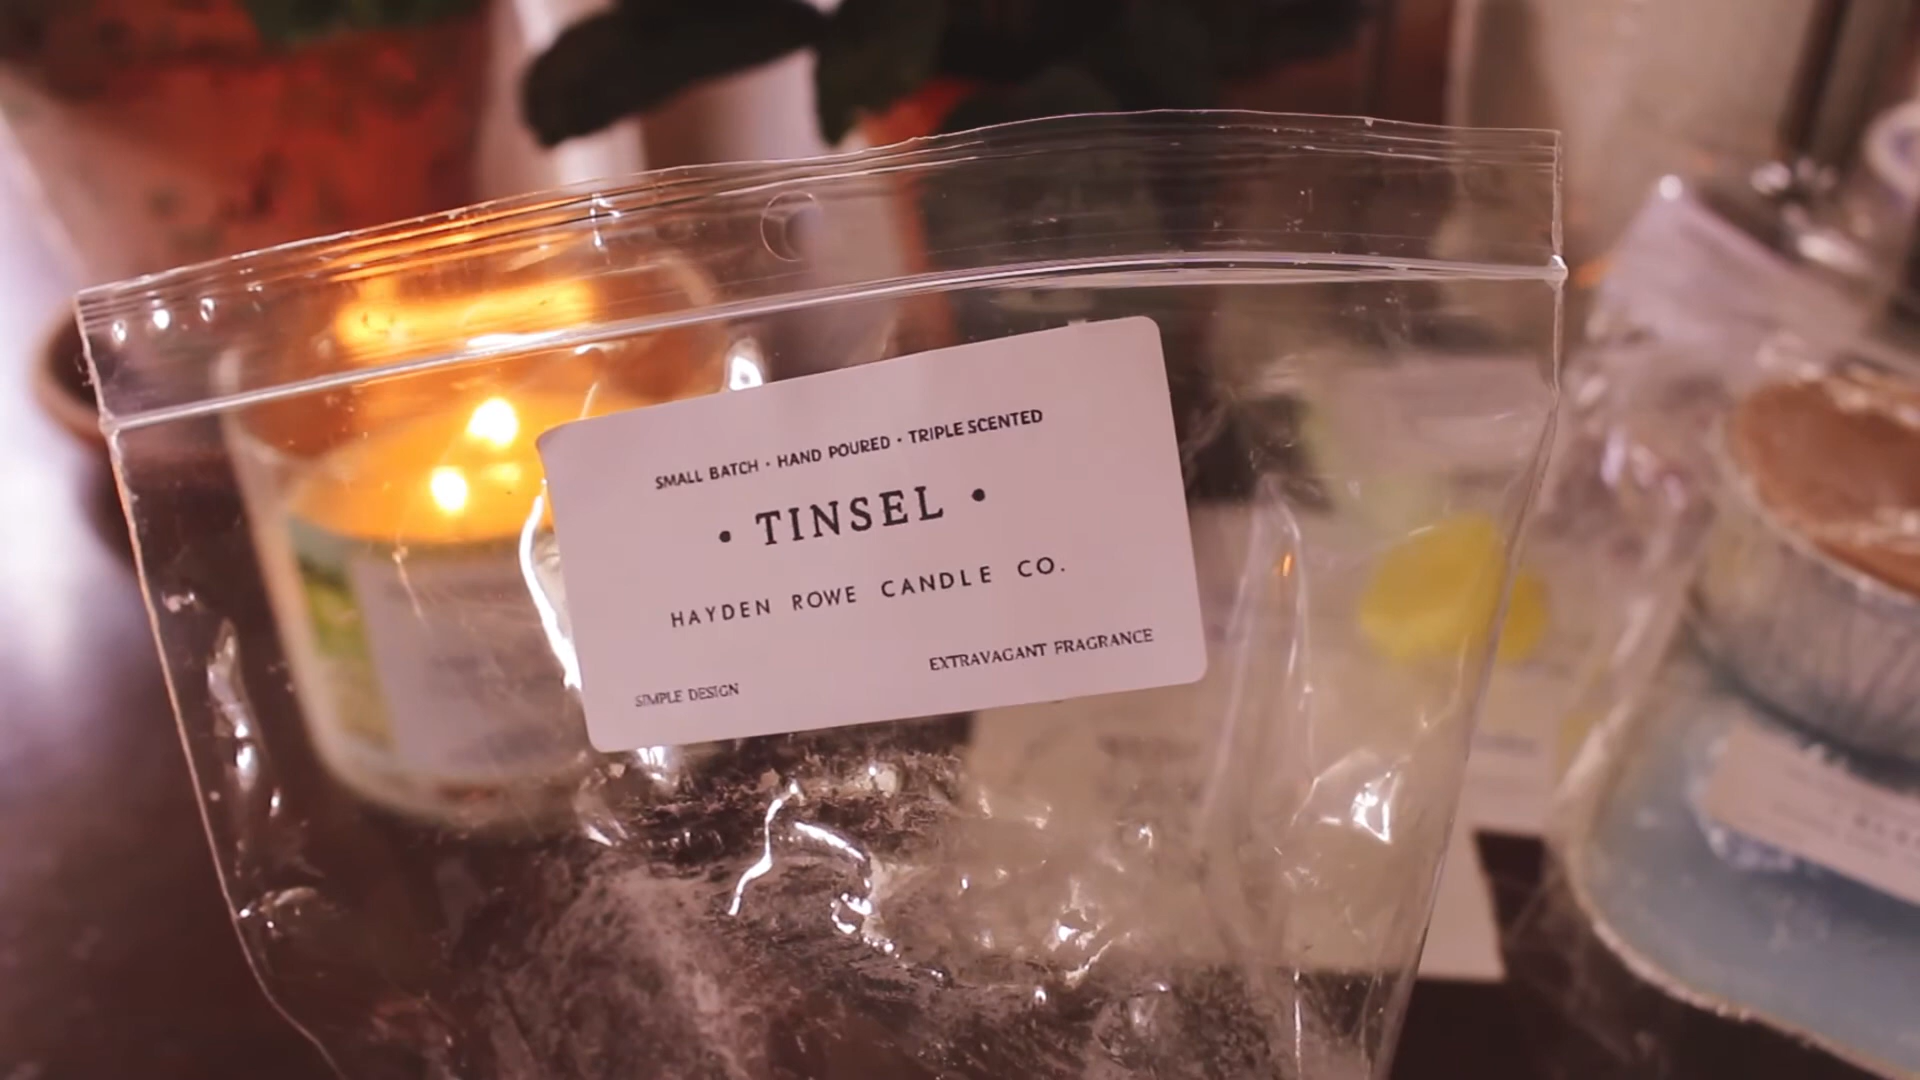 SMALL BATCH · HAND POURED · TRIPLE SCENTED
• TINSEL •
HAYDEN ROWE CANDLE CO.
EXTRAVAGANT FRAGRANCE
SIMPLE DESIGN